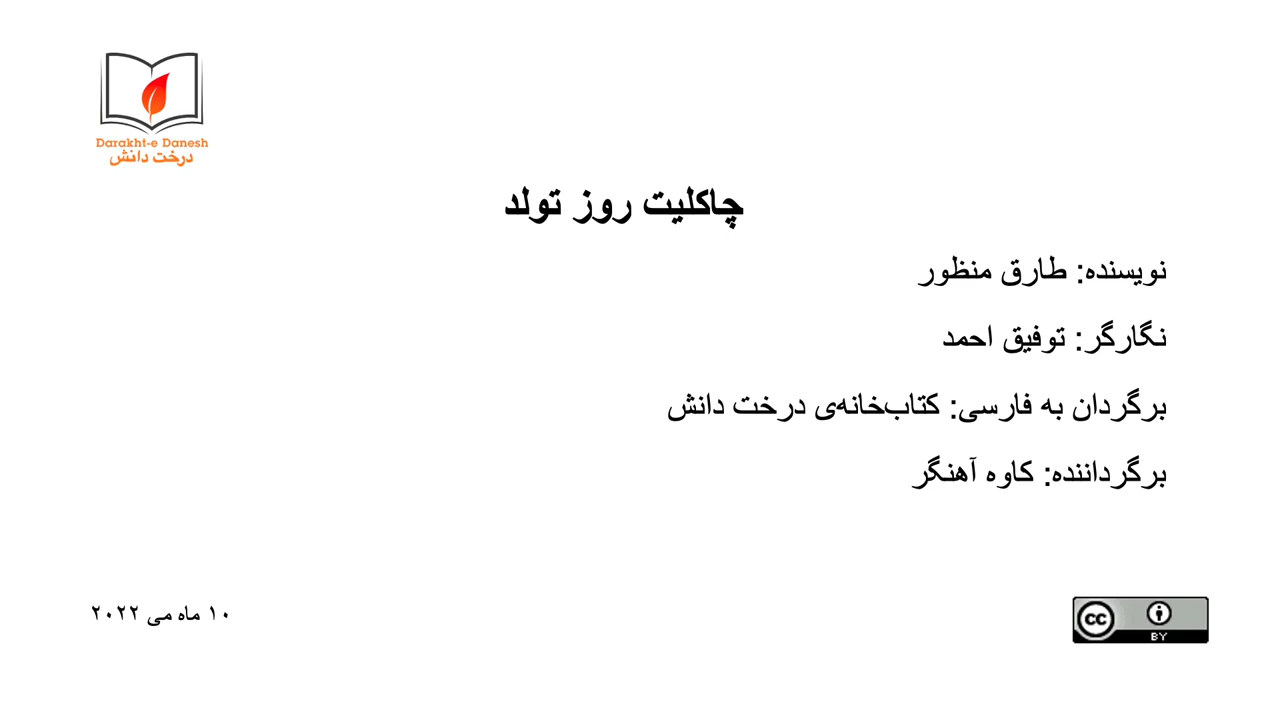 Darakht-e Danesh
درخت دانش
چاکلیت روز تولد
نویسنده: طارق منظور
نگارگر: توفیق احمد
برگردان به فارسی: کتاب‌خانه‌ی درخت دانش
برگرداننده: کاوه آهنگر
۱۰ ماه می ۲۰۲۲
cc
BY